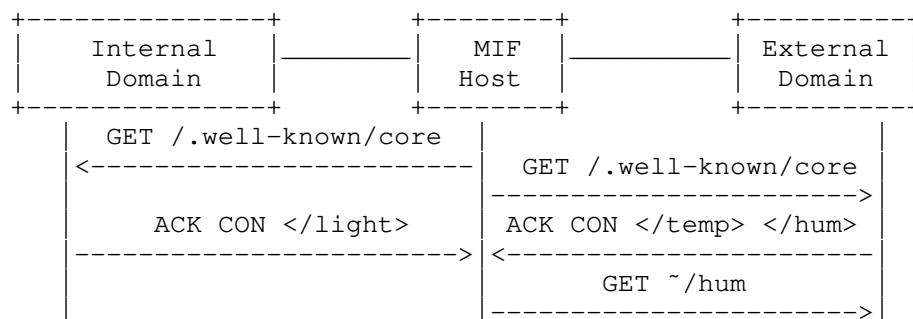 Internal MIF External
Domain Host Domain
GET /.well-known/core
GET /.well-known/core
ACK CON </light> ACK CON </temp> </hum>
GET ~/hum